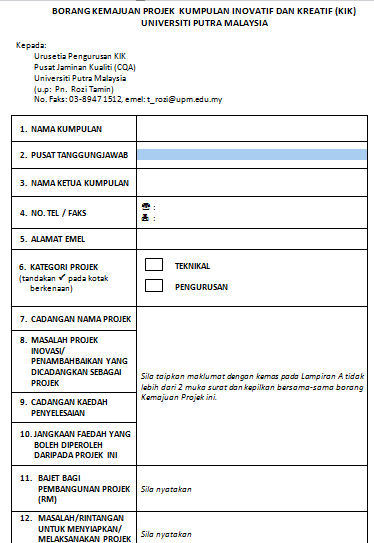 BORANG KEMAJUAN PROJEK KUMPULAN INOVATIF DAN KREATIF (KIK)
UNIVERSITI PUTRA MALAYSIA
Kepada:
Urusetia Pengurusan KIK
Pusat Jaminan Kualiti (CQA)
Universiti Putra Malaysia
(u.p: Pn. Rozi Tamin)
No. Faks: 03-8947 1512, emel: t_rozi@upm.edu.my
1. NAMA KUMPULAN
2. PUSAT TANGGUNGJAWAB
3. NAMA KETUA KUMPULAN
4. NO. TEL / FAKS
☎ :
🖷 :
5. ALAMAT EMEL
6. KATEGORI PROJEK
(tandakan ✓ pada kotak
berkenaan)
TEKNIKAL
PENGURUSAN
7. CADANGAN NAMA PROJEK
8. MASALAH PROJEK
INOVASI/
PENAMBAHBAIKAN YANG
DICADANGKAN SEBAGAI
PROJEK
Sila taipkan maklumat dengan kemas pada Lampiran A tidak
lebih dari 2 muka surat dan kepilkan bersama-sama borang
Kemajuan Projek ini.
9. CADANGAN KAEDAH
PENYELESAIAN
10. JANGKAAN FAEDAH YANG
BOLEH DIPEROLEH
DARIPADA PROJEK INI
11. BAJET BAGI
PEMBANGUNAN PROJEK
(RM)
Sila nyatakan
12. MASALAH/RINTANGAN
UNTUK MENYIAPKAN/
MELAKSANAKAN PROJEK
Sila nyatakan